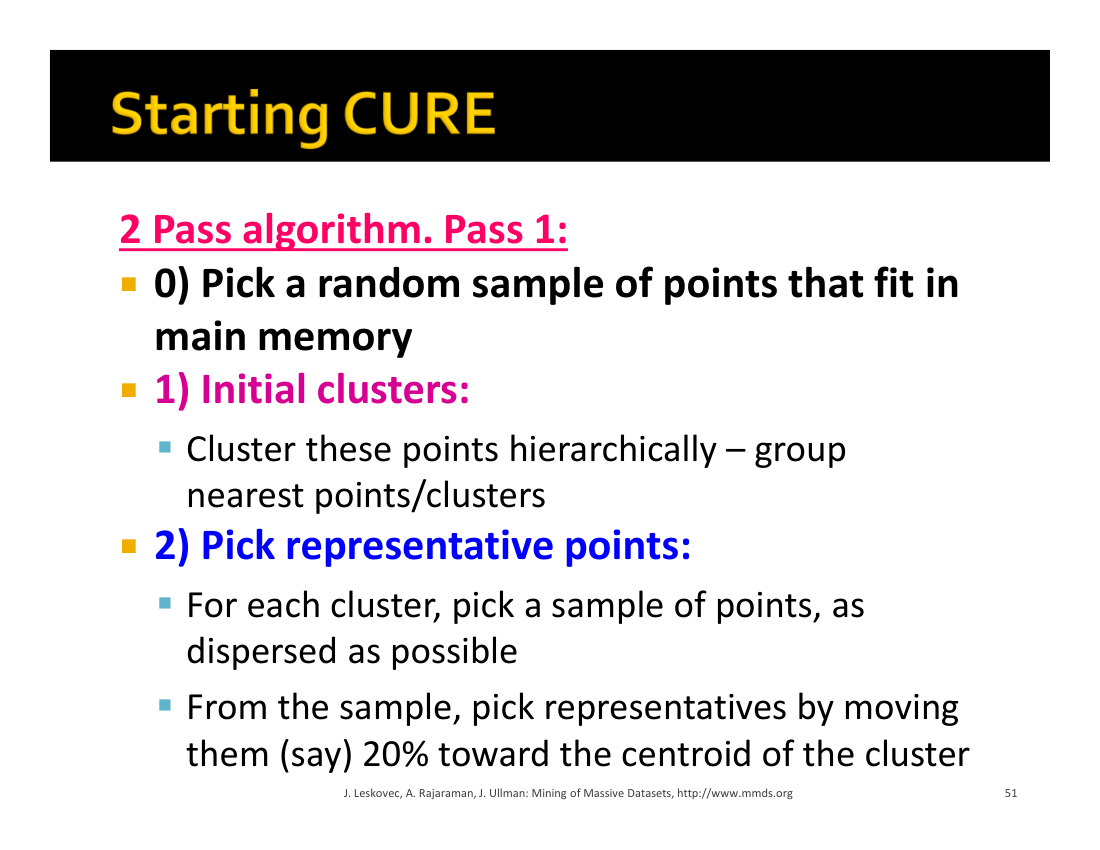 Starting CURE
2 Pass algorithm. Pass 1:
0) Pick a random sample of points that fit in
main memory
1) Initial clusters:
Cluster these points hierarchically – group
nearest points/clusters
2) Pick representative points:
For each cluster, pick a sample of points, as
dispersed as possible
From the sample, pick representatives by moving
them (say) 20% toward the centroid of the cluster
J. Leskovec, A. Rajaraman, J. Ullman: Mining of Massive Datasets, http://www.mmds.org
51